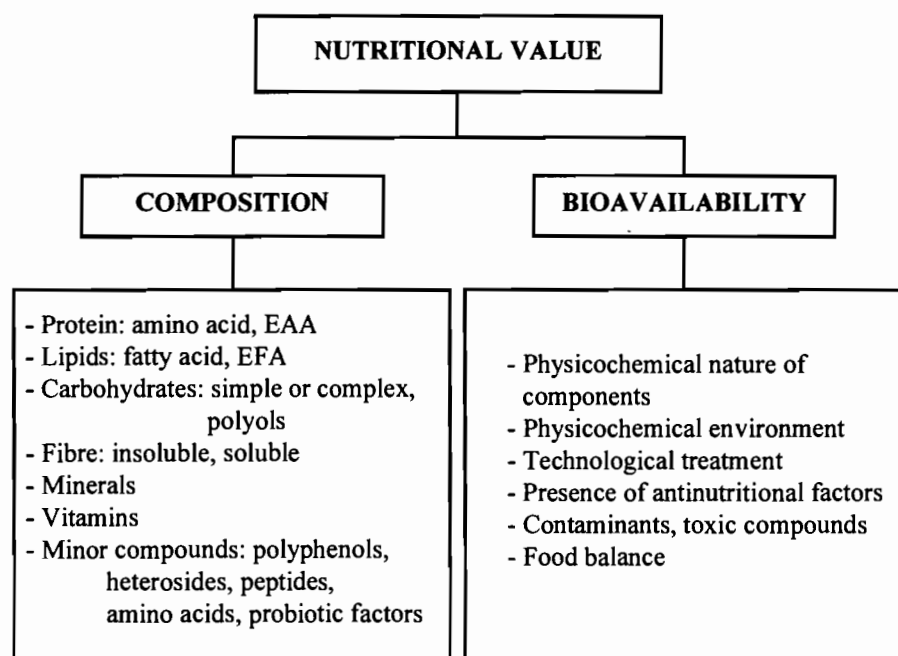 NUTRITIONAL VALUE
COMPOSITION
BIOAVAILABILITY
- Protein: amino acid, EAA
- Lipids: fatty acid, EFA
- Carbohydrates: simple or complex,
polyols
- Fibre: insoluble, soluble
- Minerals
- Vitamins
- Minor compounds: polyphenols,
heterosides, peptides,
amino acids, probiotic factors
- Physicochemical nature of
components
- Physicochemical environment
- Technological treatment
- Presence of antinutritional factors
- Contaminants, toxic compounds
- Food balance